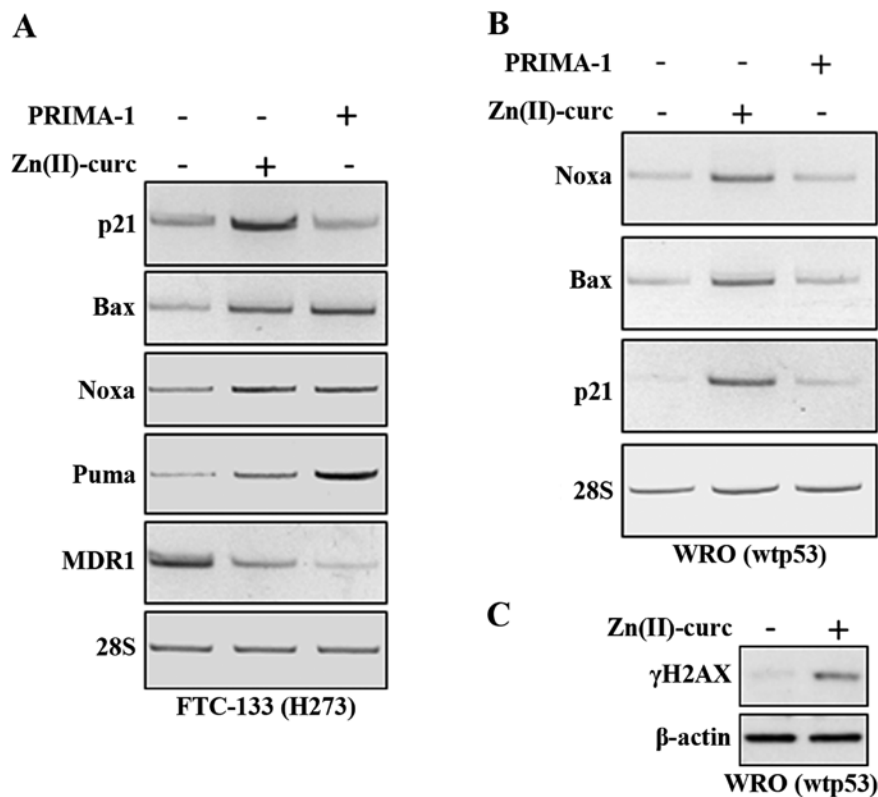 A
PRIMA-1 - - +
Zn(II)-curc - + -
p21
Bax
Noxa
Puma
MDR1
28S
FTC-133 (H273)
B
PRIMA-1 - - +
Zn(II)-curc - + -
Noxa
Bax
p21
28S
WRO (wtp53)
C
Zn(II)-curc - +
γH2AX
β-actin
WRO (wtp53)